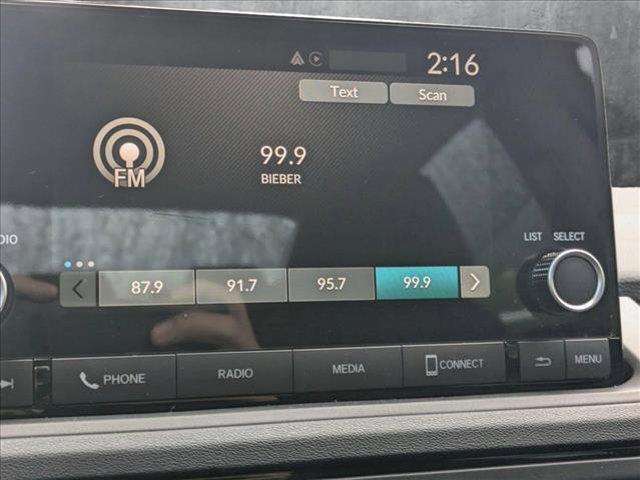 2:16
Text Scan
FM
99.9
BIEBER
LIST SELECT
87.9 91.7 95.7 99.9
PHONE RADIO MEDIA CONNECT MENU